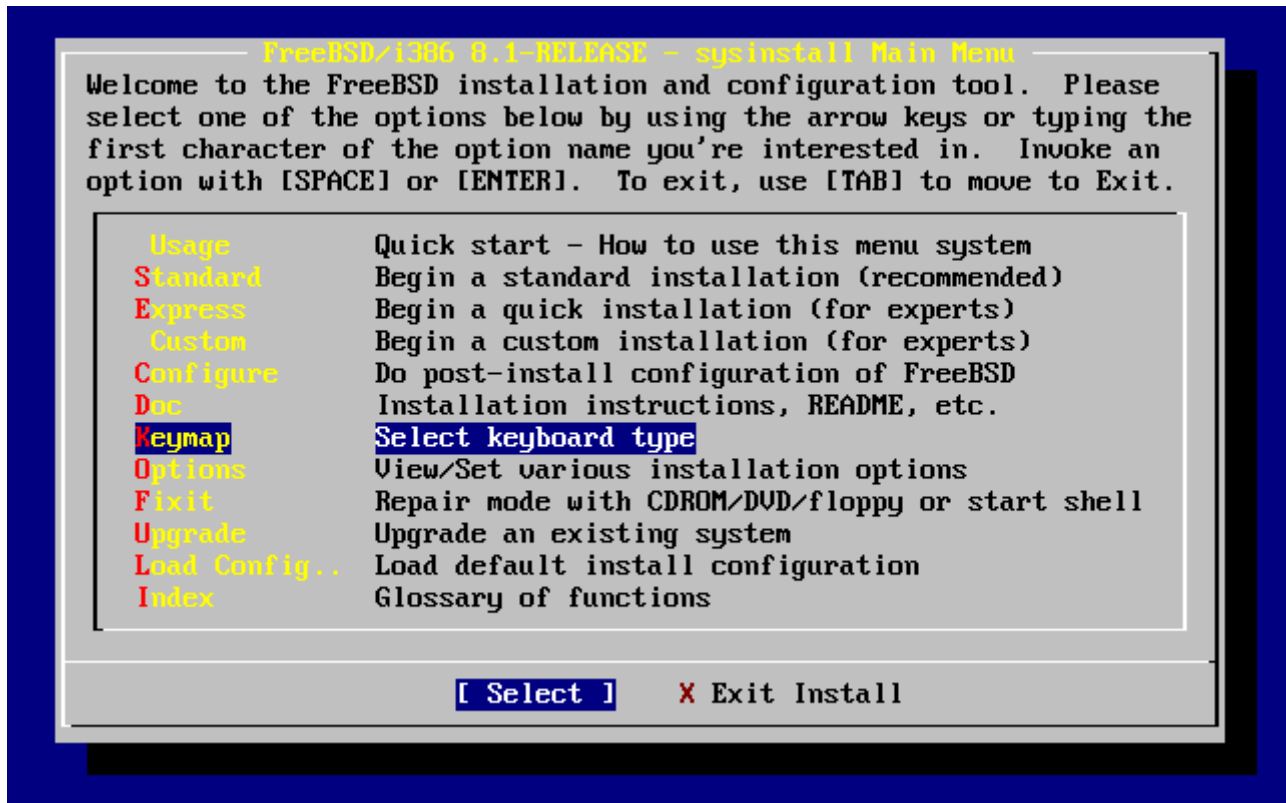 FreeBSD/i386 8.1-RELEASE - sysinstall Main Menu
Welcome to the FreeBSD installation and configuration tool.  Please
select one of the options below by using the arrow keys or typing the
first character of the option name you're interested in.  Invoke an
option with [SPACE] or [ENTER].  To exit, use [TAB] to move to Exit.
Usage Quick start - How to use this menu system
Standard Begin a standard installation (recommended)
Express Begin a quick installation (for experts)
Custom Begin a custom installation (for experts)
Configure Do post-install configuration of FreeBSD
Doc Installation instructions, README, etc.
Keymap Select keyboard type
Options View/Set various installation options
Fixit Repair mode with CDROM/DVD/floppy or start shell
Upgrade Upgrade an existing system
Load Config.. Load default install configuration
Index Glossary of functions
[ Select ] X Exit Install